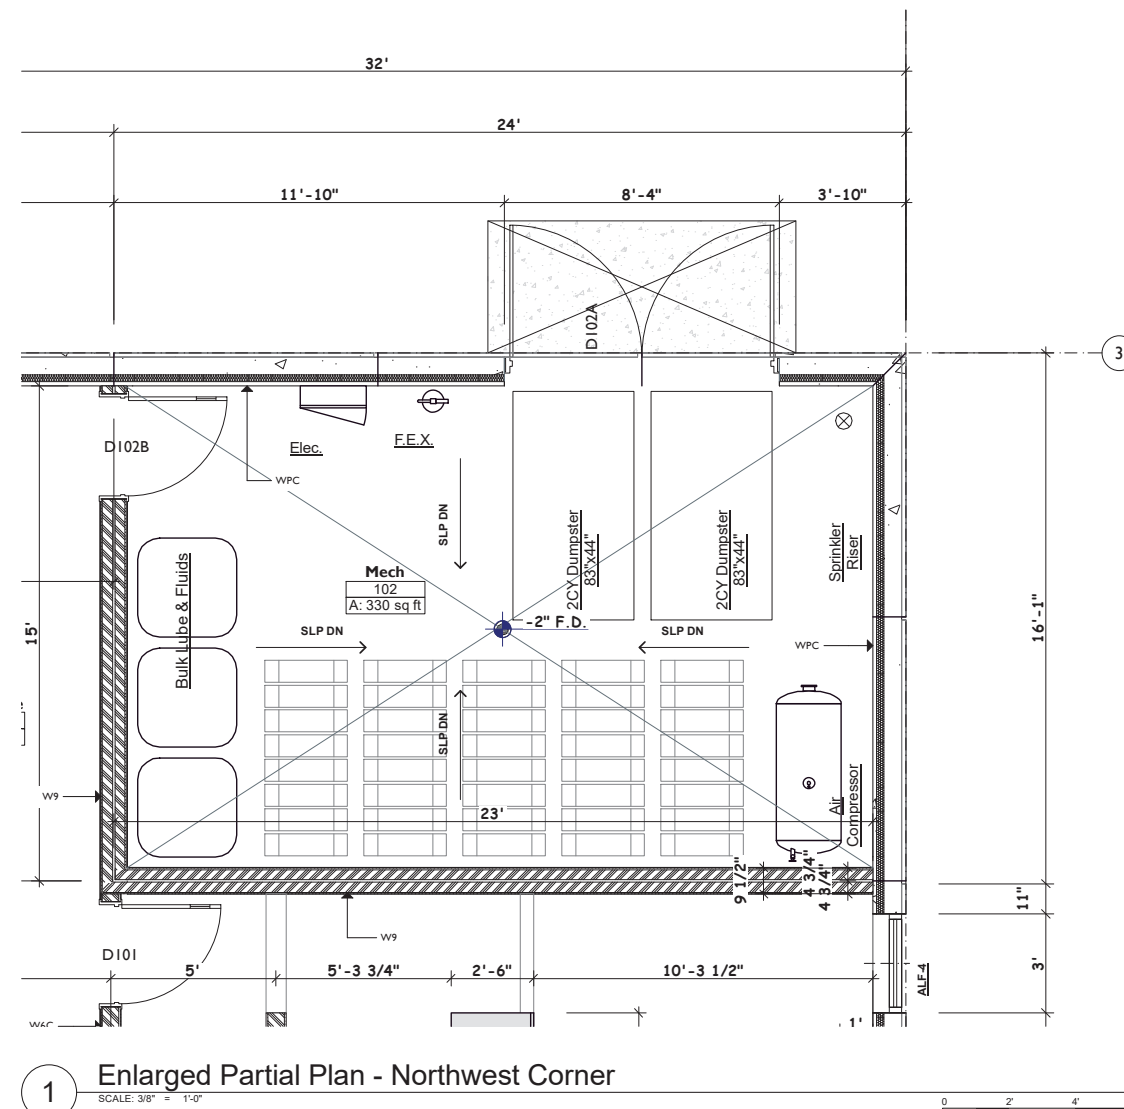 32'
24'
11'-10"
8'-4"
3'-10"
D102A
3
D102B
Elec.
F.E.X.
WPC
SLP DN
2CY Dumpster
83"x44"
2CY Dumpster
83"x44"
Sprinkler
Riser
Bulk Lube & Fluids
Mech
102
A: 330 sq ft
-2" F.D.
SLP DN
SLP DN
15'
16'-1"
WPC
SLP DN
W9
23'
Air
Compressor
9 1/2"
4 3/4"
4 3/4"
11"
W9
D101
5'
5'-3 3/4"
2'-6"
10'-3 1/2"
ALF-4
3'
W6C
1'
1
Enlarged Partial Plan - Northwest Corner
SCALE: 3/8" = 1'-0"
0 2' 4'